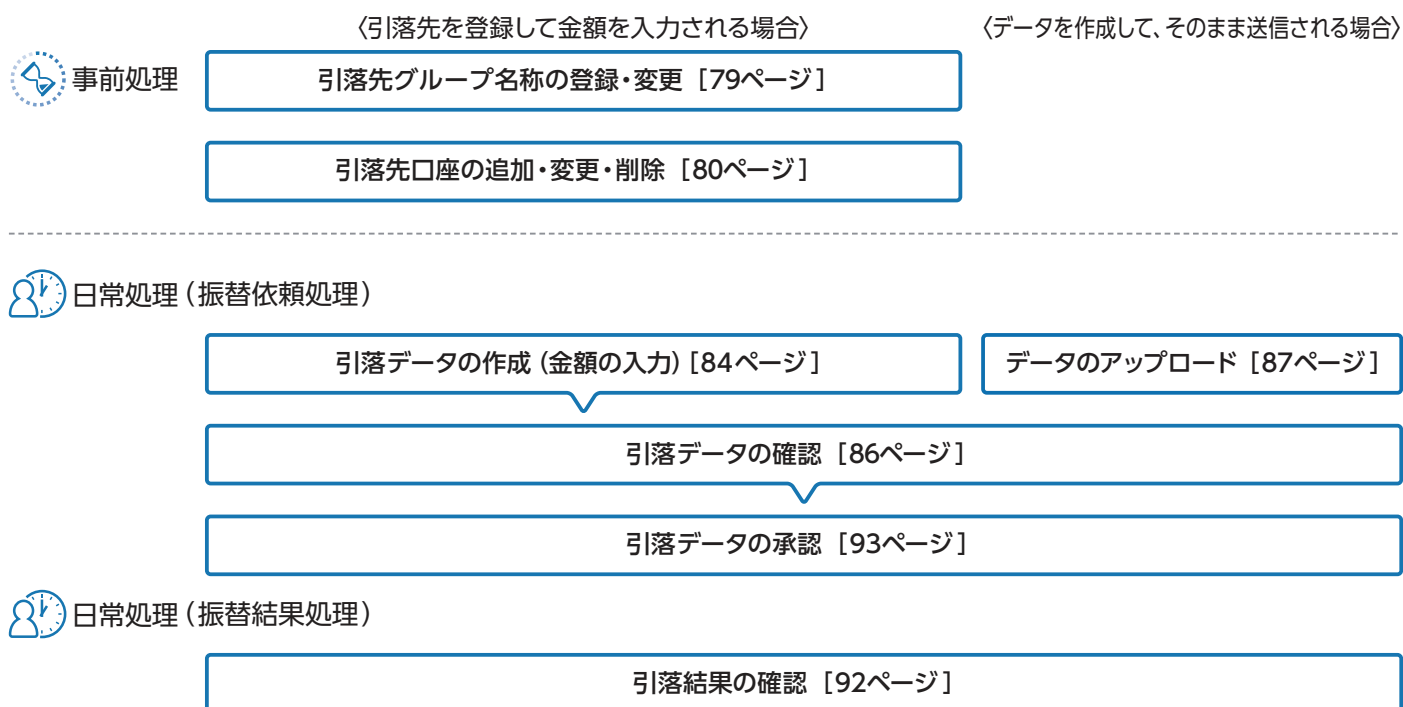 〈引落先を登録して金額を入力される場合〉
〈データを作成して、そのまま送信される場合〉
事前処理
引落先グループ名称の登録・変更［79ページ］
引落先口座の追加・変更・削除［80ページ］
日常処理（振替依頼処理）
引落データの作成（金額の入力）［84ページ］
データのアップロード［87ページ］
引落データの確認［86ページ］
引落データの承認［93ページ］
日常処理（振替結果処理）
引落結果の確認［92ページ］